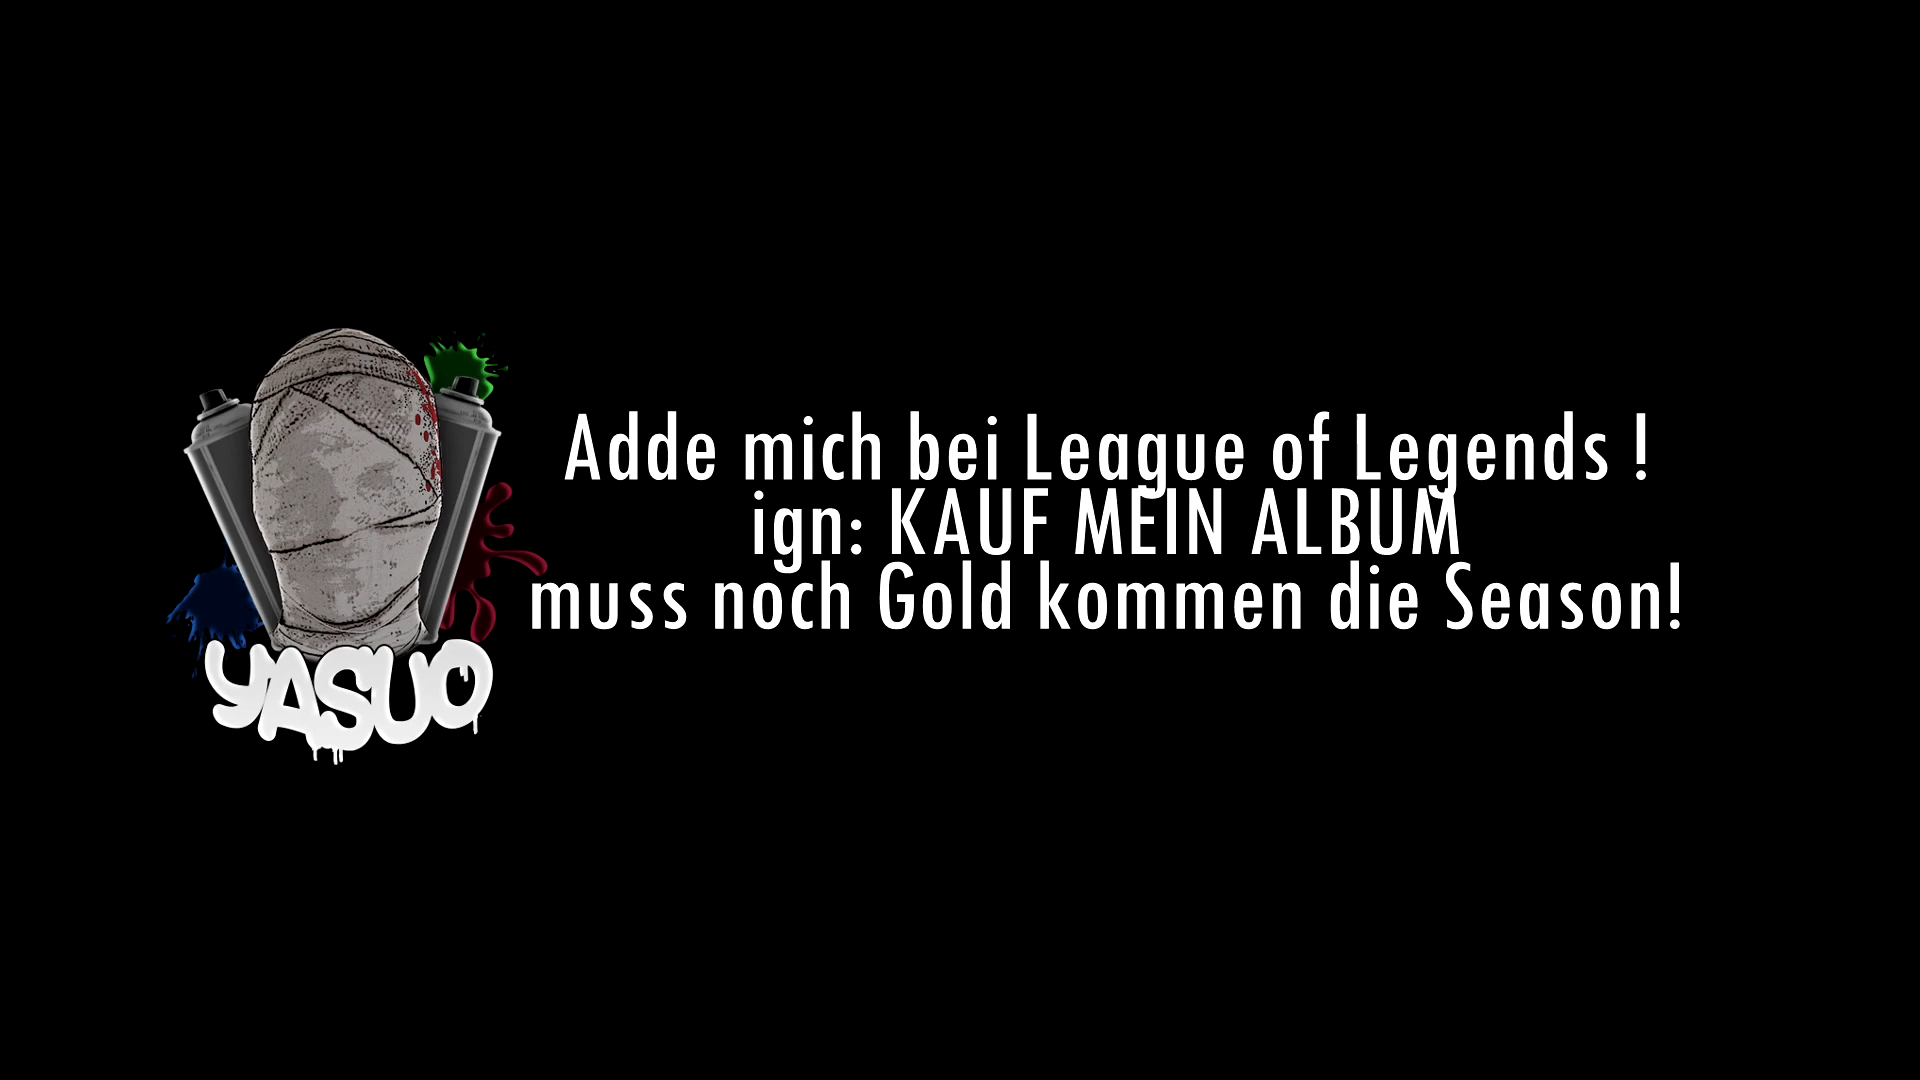 Adde mich bei League of Legends !
ign: KAUF MEIN ALBUM
muss noch Gold kommen die Season!
YASUO